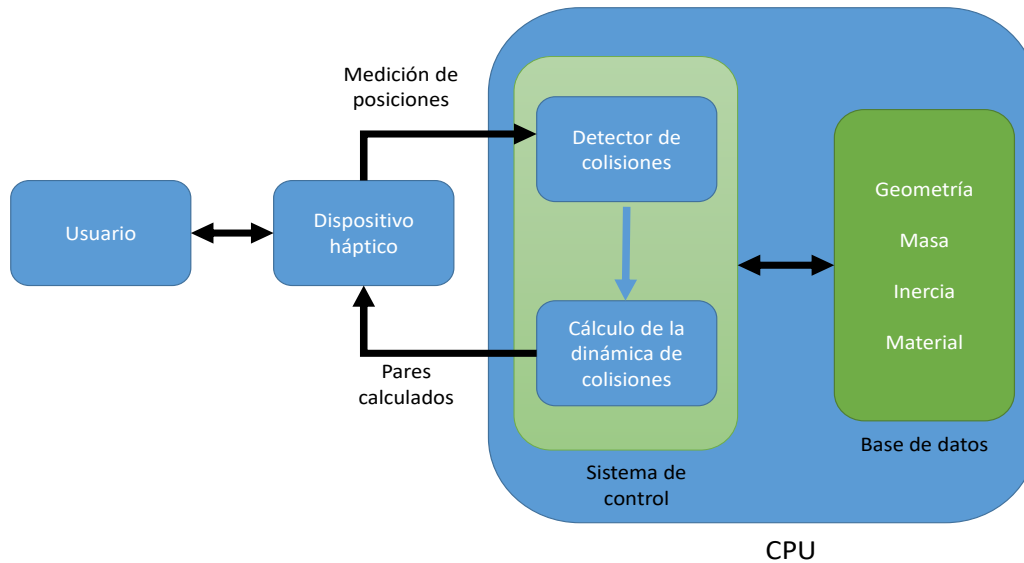 Medición de
posiciones
Usuario
Dispositivo
háptico
Pares
calculados
Detector de
colisiones
Cálculo de la
dinámica de
colisiones
Sistema de
control
Geometría
Masa
Inercia
Material
Base de datos
CPU